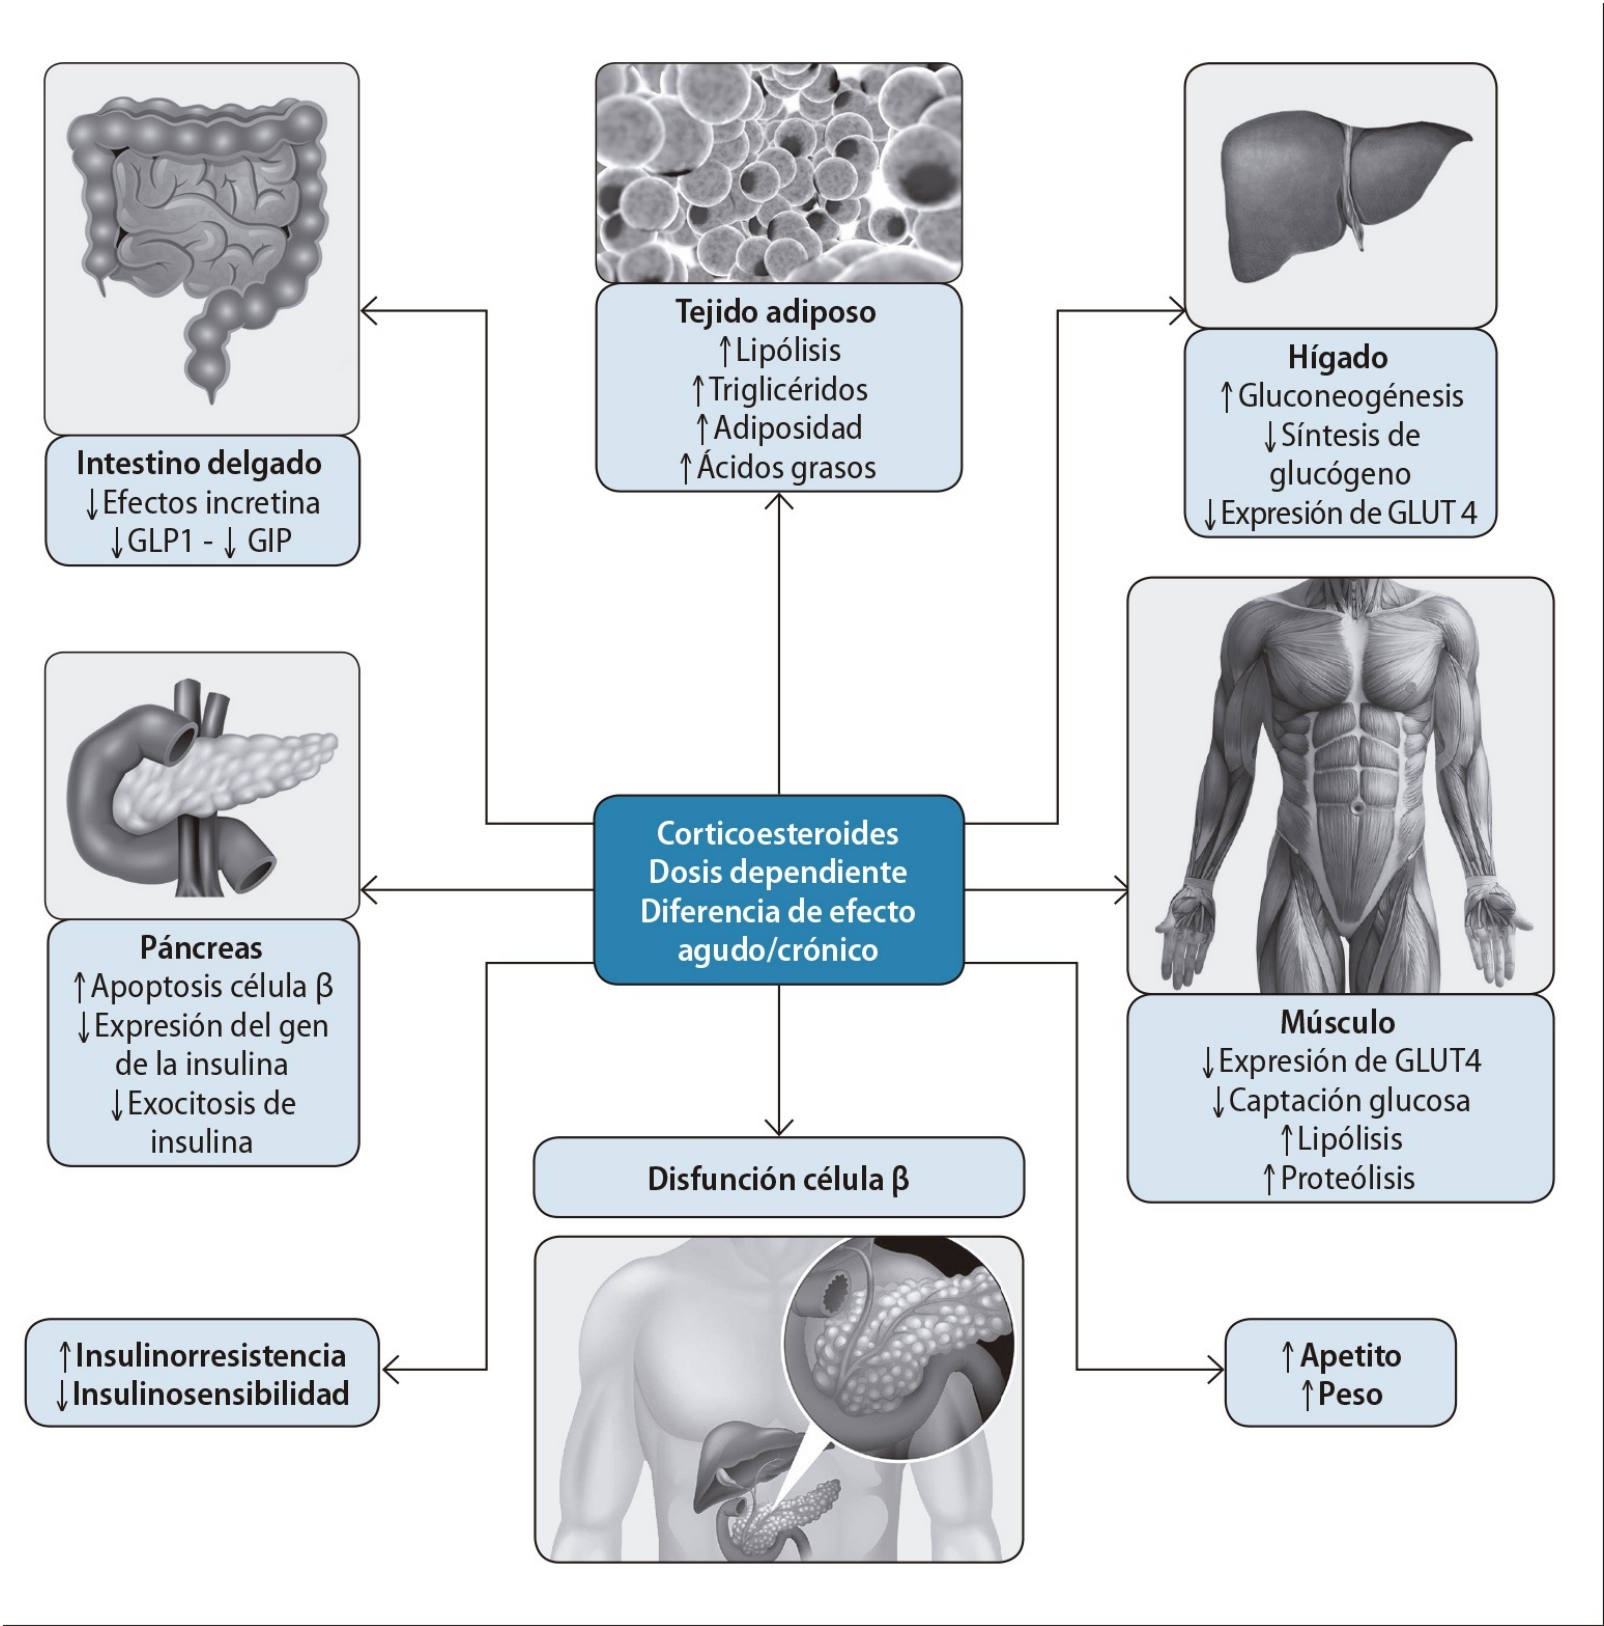 Intestino delgado
↓Efectos incretina
↓GLP1 - ↓ GIP
Tejido adiposo
↑Lipólisis
↑Triglicéridos
↑Adiposidad
↑Ácidos grasos
Hígado
↑Gluconeogénesis
↓Síntesis de
glucógeno
↓Expresión de GLUT 4
Páncreas
↑Apoptosis célula β
↓Expresión del gen
de la insulina
↓Exocitosis de
insulina
Corticoesteroides
Dosis dependiente
Diferencia de efecto
agudo/crónico
Músculo
↓Expresión de GLUT4
↓Captación glucosa
↑Lipólisis
↑Proteólisis
Disfunción célula β
↑Insulinorresistencia
↓Insulinosensibilidad
↑Apetito
↑Peso